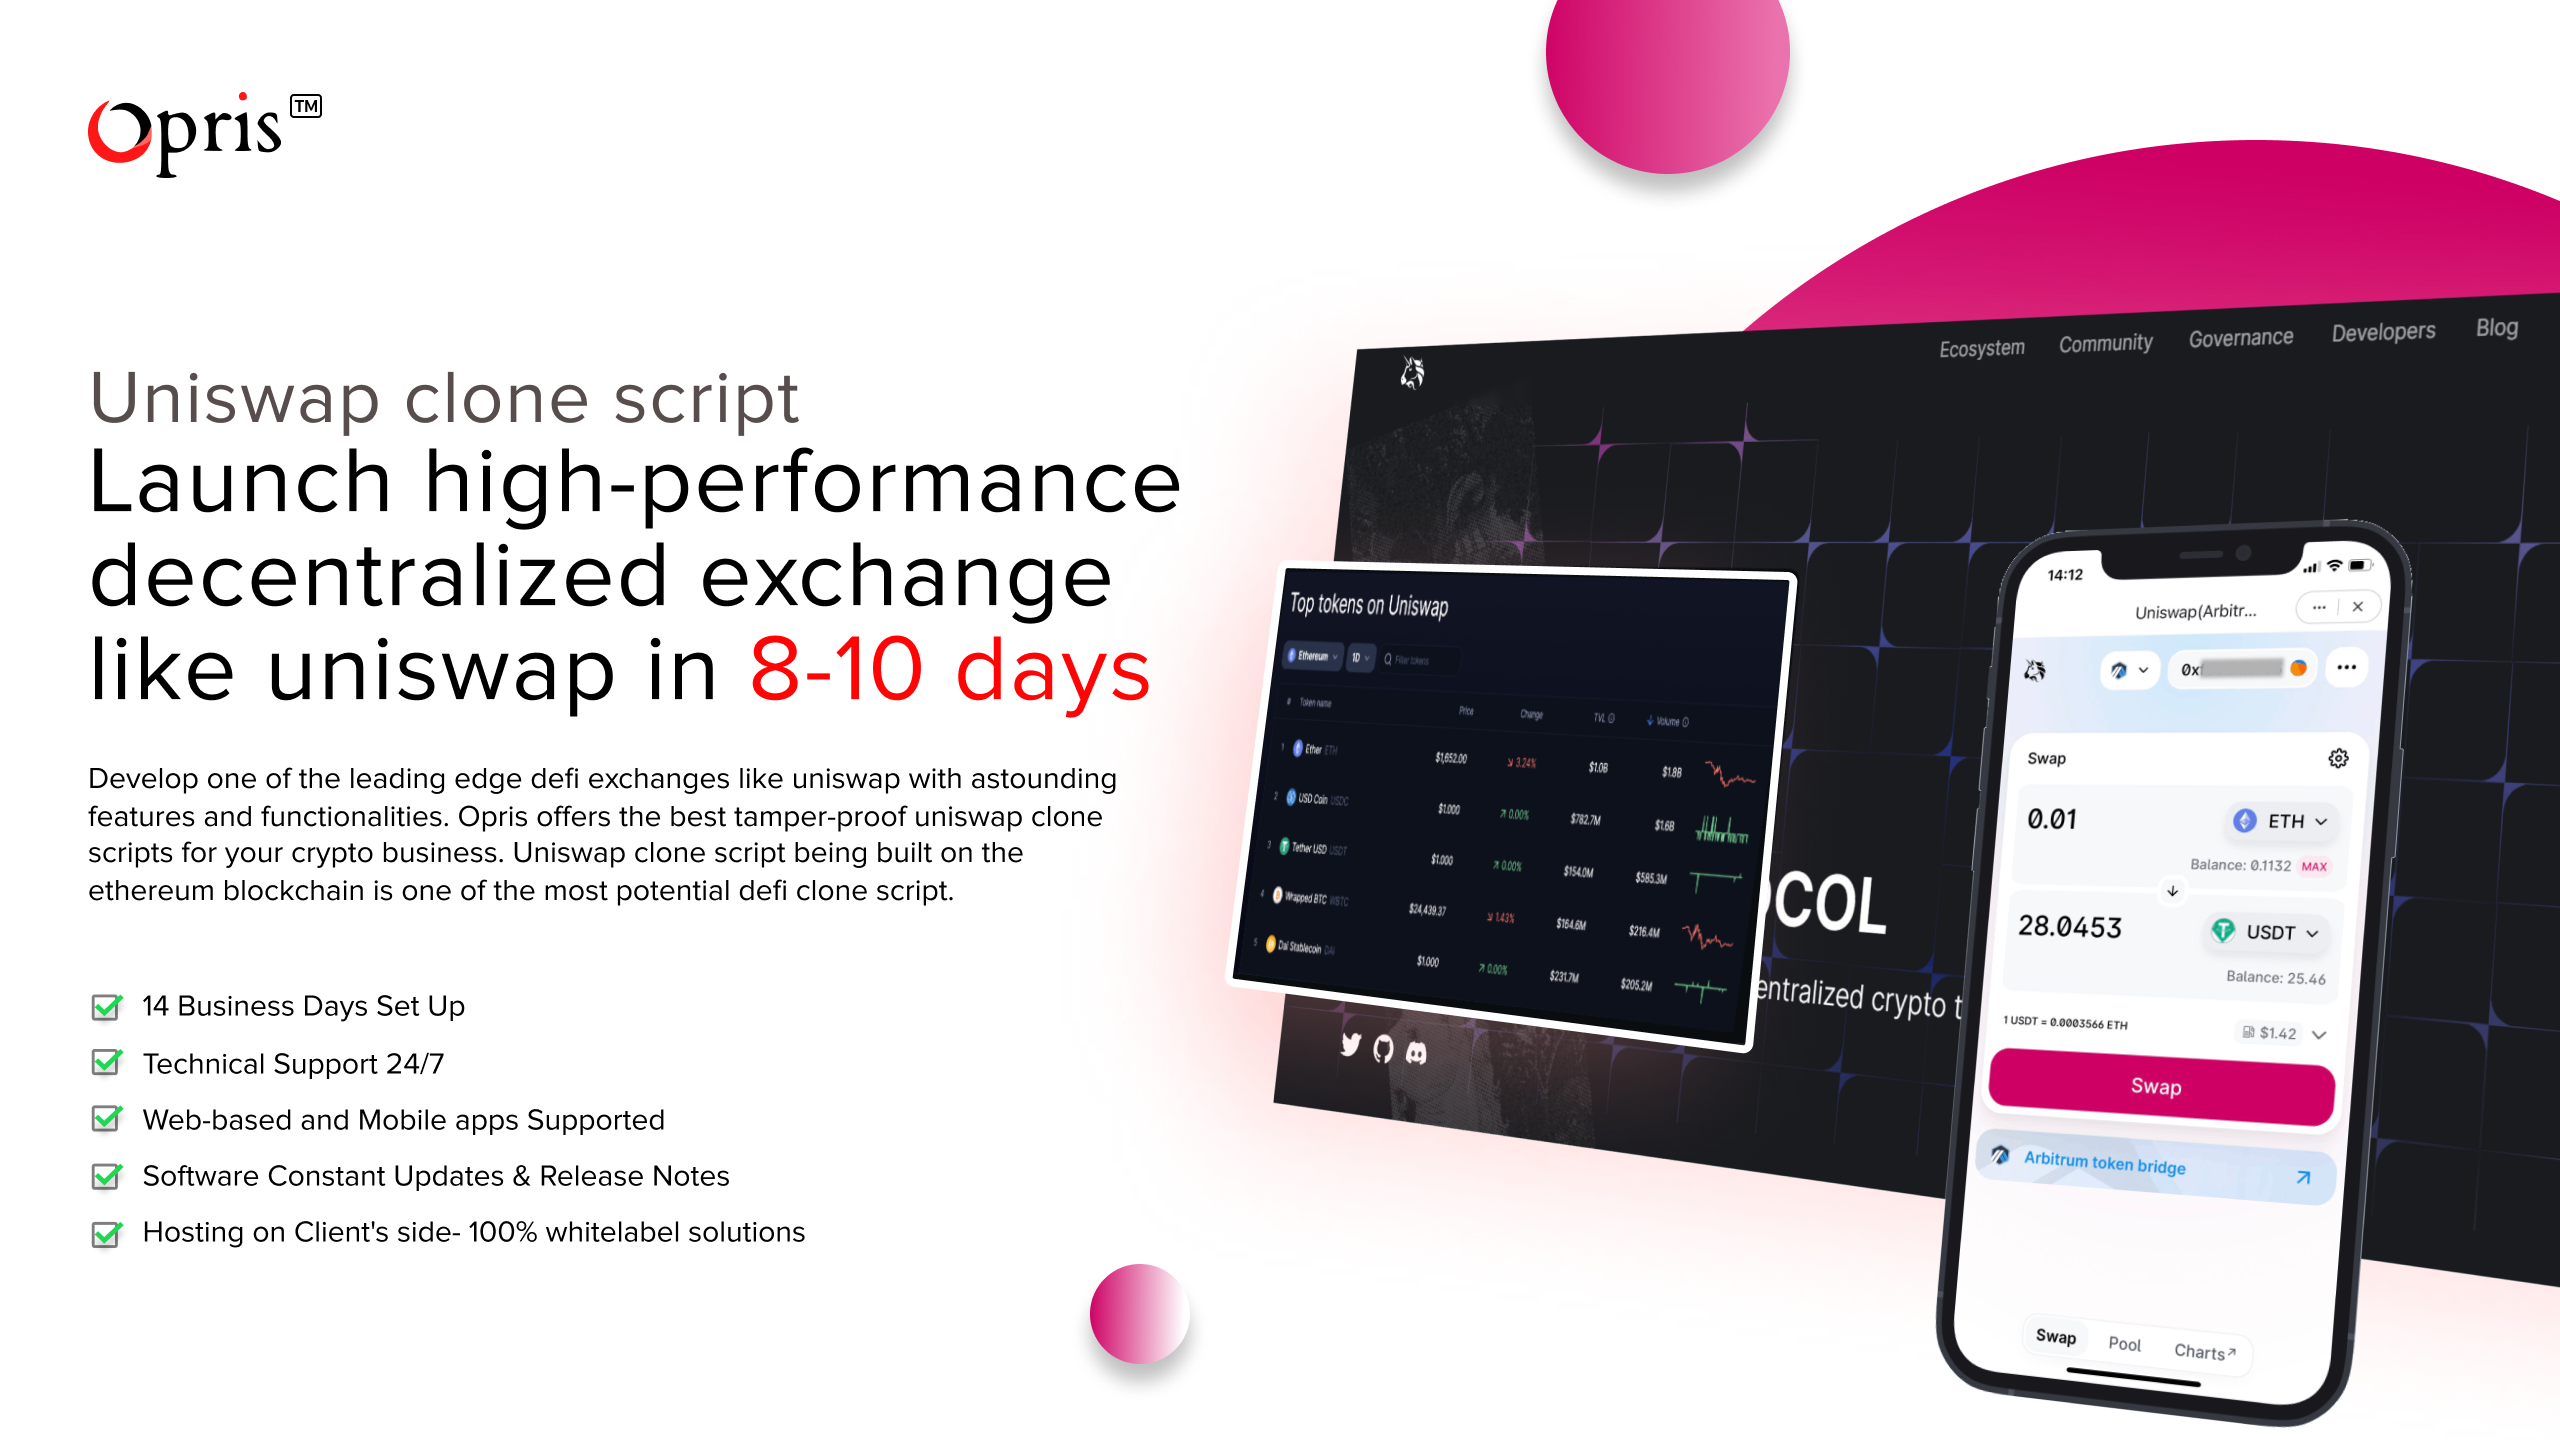 Opris TM
Uniswap clone script
Launch high-performance
decentralized exchange
like uniswap in 8-10 days
Develop one of the leading edge defi exchanges like uniswap with astounding
features and functionalities. Opris offers the best tamper-proof uniswap clone
scripts for your crypto business. Uniswap clone script being built on the
ethereum blockchain is one of the most potential defi clone script.
14 Business Days Set Up
Technical Support 24/7
Web-based and Mobile apps Supported
Software Constant Updates & Release Notes
Hosting on Client's side- 100% whitelabel solutions
Ecosystem Community Governance Developers Blog
Top tokens on Uniswap
Ethereum 1D Filter tokens
# Token name Price Change TVL Volume
1 Ether ETH $1,652.00 3.24% $1.0B $1.8B
2 USD Coin USDC $1.000 0.00% $782.7M $1.6B
3 Tether USD USDT $1.000 0.00% $154.0M $585.3M
4 Wrapped BTC WBTC $24,439.37 1.43% $164.6M $216.4M
5 Dai Stablecoin DAI $1.000 0.00% $231.7M $205.2M
COL
entralized crypto t
14:12
Uniswap(Arbitr...
0x
Swap
0.01 ETH
Balance: 0.1132 MAX
28.0453 USDT
Balance: 25.46
1 USDT = 0.0003566 ETH $1.42
Swap
Arbitrum token bridge
Swap Pool Charts